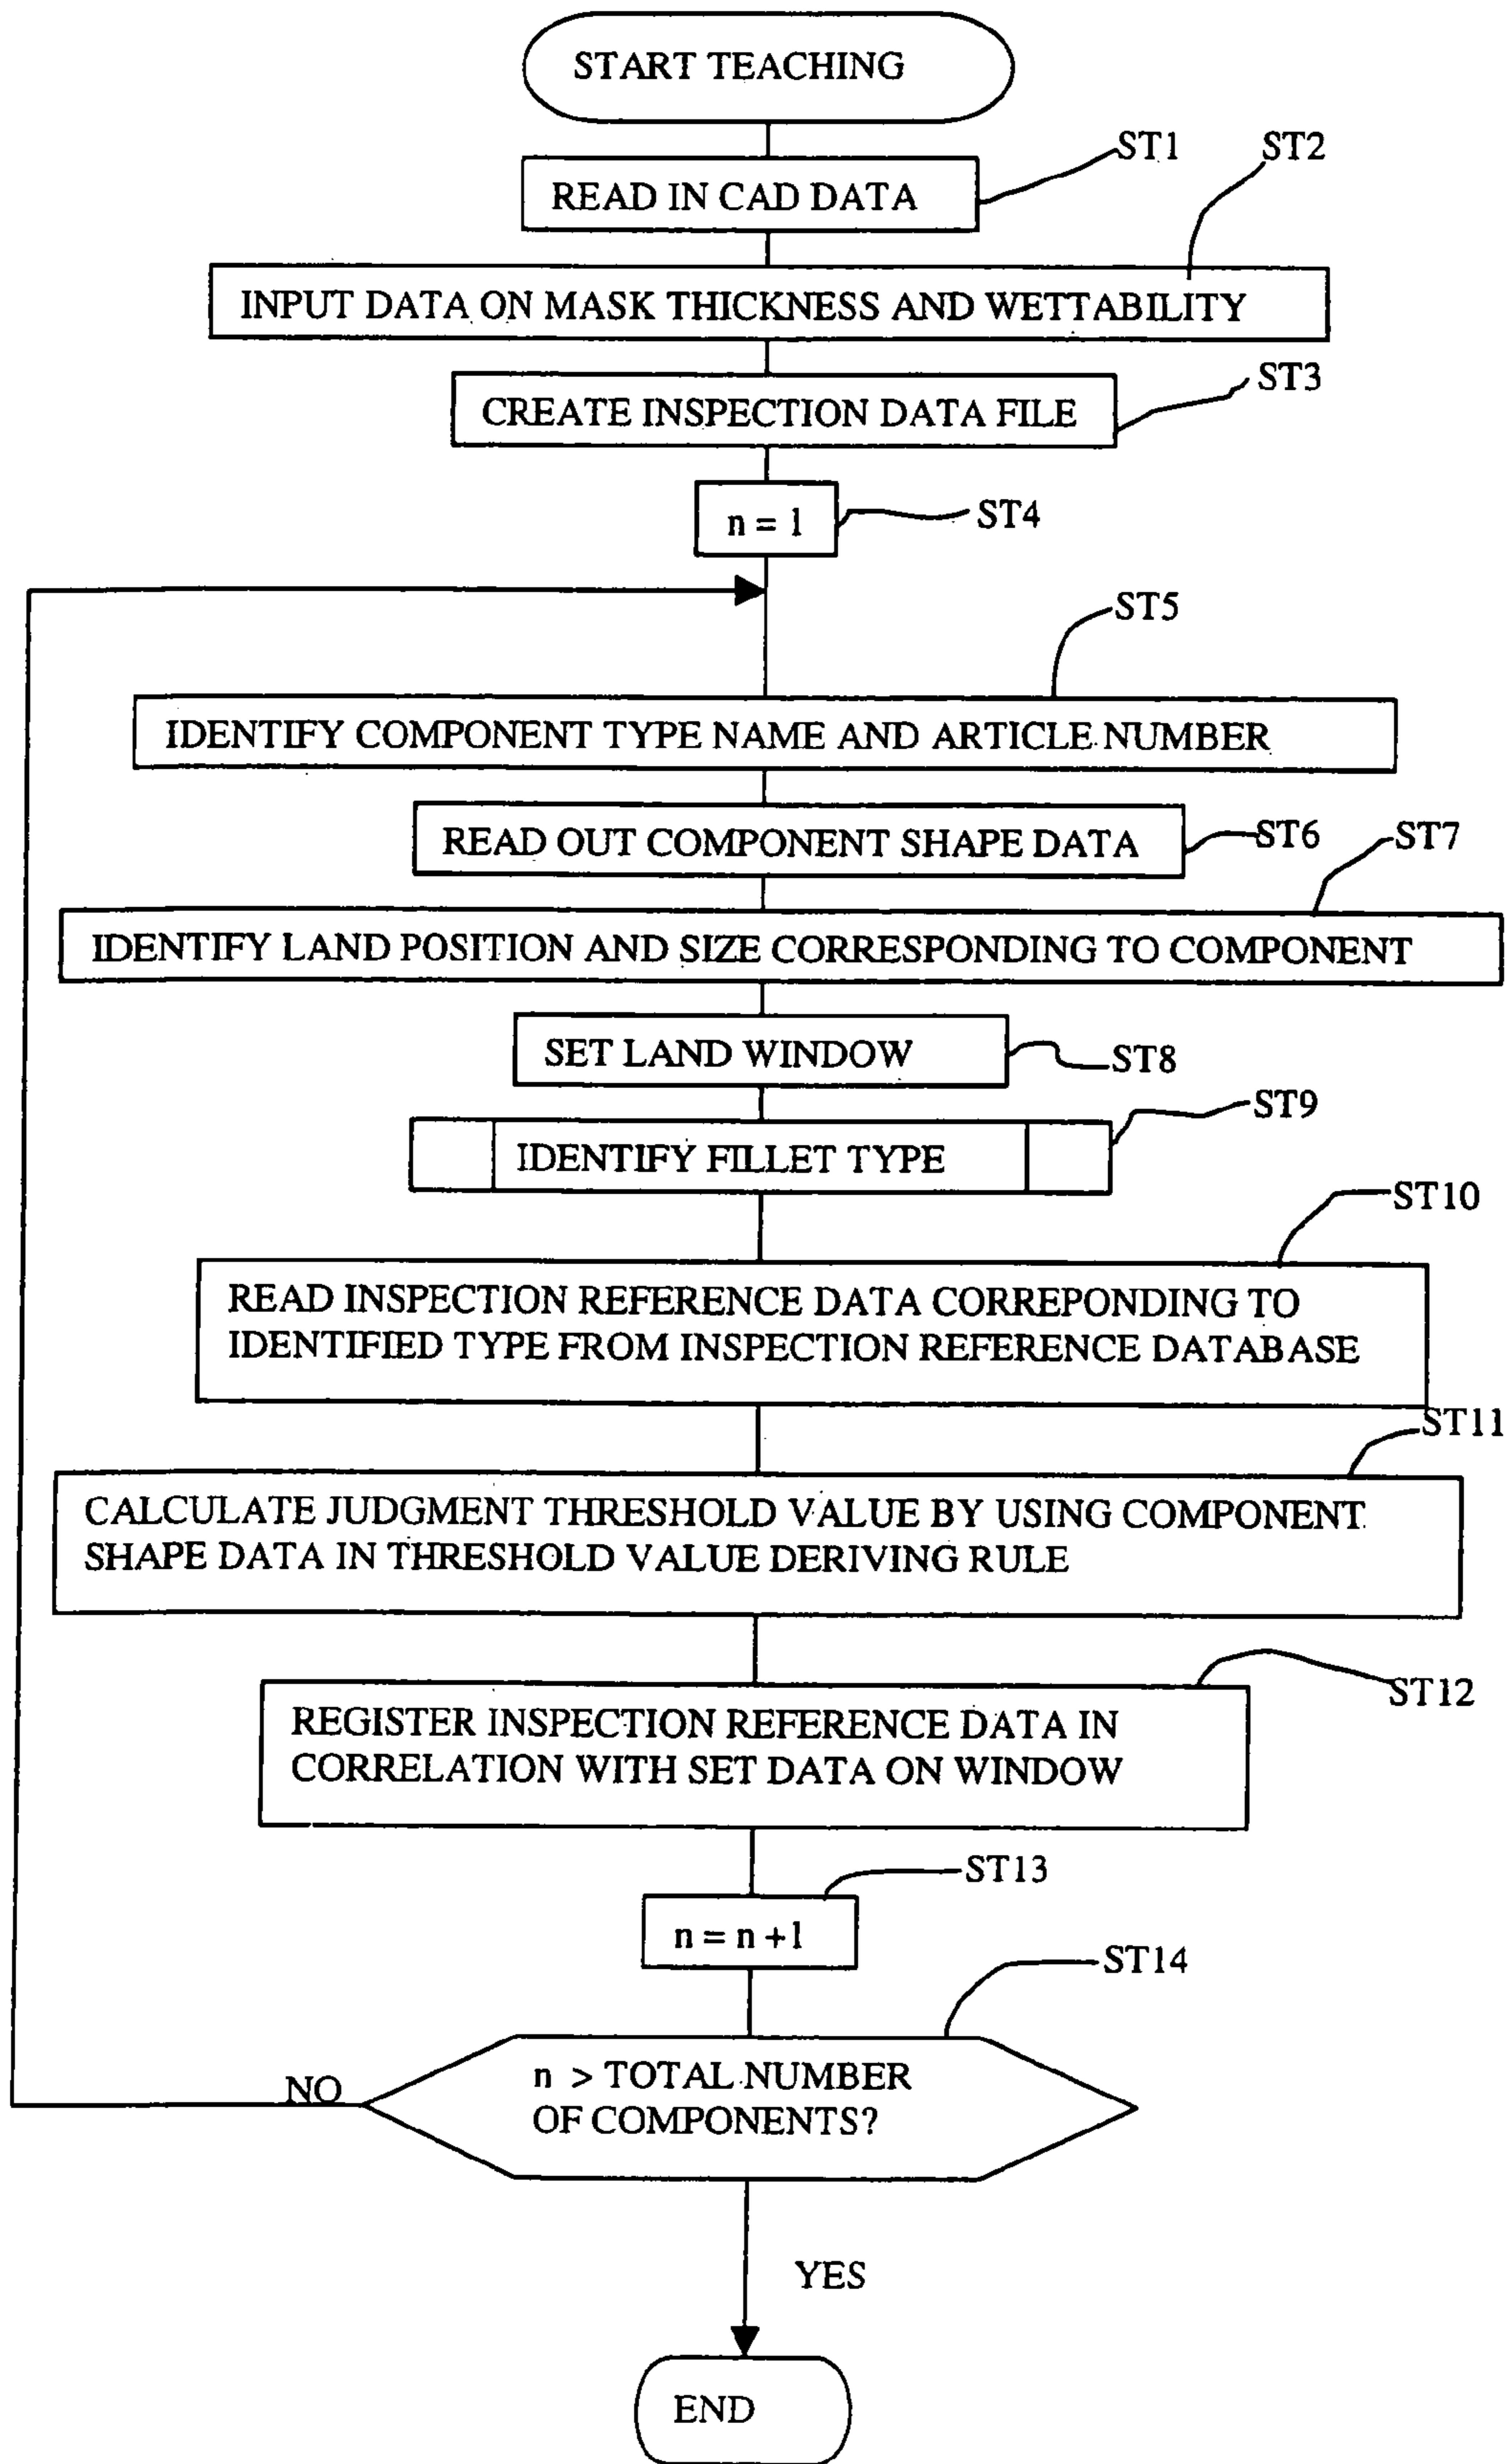 START TEACHING
ST1
ST2
READ IN CAD DATA
INPUT DATA ON MASK THICKNESS AND WETTABILITY
ST3
CREATE INSPECTION DATA FILE
n = 1
ST4
ST5
IDENTIFY COMPONENT TYPE NAME AND ARTICLE NUMBER
READ OUT COMPONENT SHAPE DATA
ST6
ST7
IDENTIFY LAND POSITION AND SIZE CORRESPONDING TO COMPONENT
SET LAND WINDOW
ST8
ST9
IDENTIFY FILLET TYPE
ST10
READ INSPECTION REFERENCE DATA CORREPONDING TO
IDENTIFIED TYPE FROM INSPECTION REFERENCE DATABASE
ST11
CALCULATE JUDGMENT THRESHOLD VALUE BY USING COMPONENT
SHAPE DATA IN THRESHOLD VALUE DERIVING RULE
ST12
REGISTER INSPECTION REFERENCE DATA IN
CORRELATION WITH SET DATA ON WINDOW
ST13
n = n +1
ST14
n > TOTAL NUMBER
OF COMPONENTS?
NO
YES
END